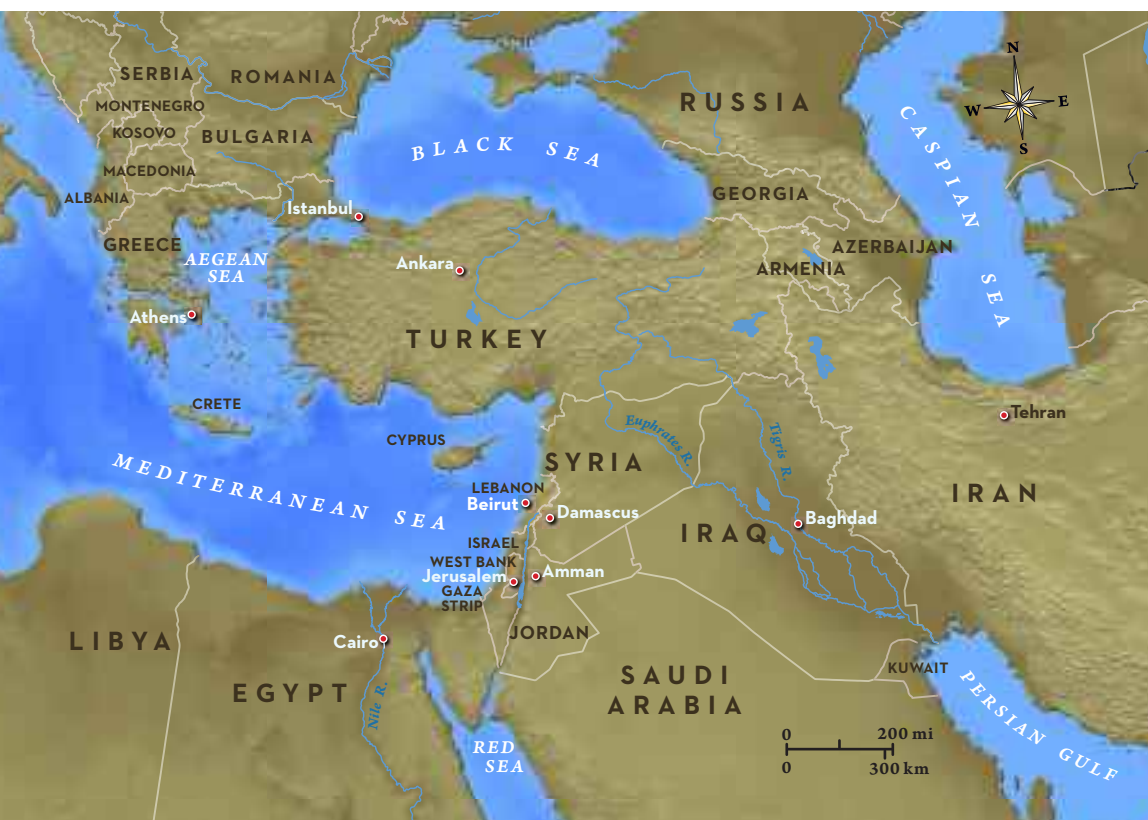 N
W
E
S
SERBIA
ROMANIA
MONTENEGRO
KOSOVO
BULGARIA
MACEDONIA
ALBANIA
RUSSIA
BLACK SEA
CASPIAN SEA
GEORGIA
Istanbul
GREECE
AEGEAN
SEA
Ankara
AZERBAIJAN
ARMENIA
Athens
TURKEY
CRETE
Tehran
CYPRUS
Euphrates R.
Tigris R.
MEDITERRANEAN SEA
SYRIA
LEBANON
Beirut
Damascus
IRAN
IRAQ
Baghdad
ISRAEL
WEST BANK
Jerusalem
Amman
GAZA
STRIP
LIBYA
Cairo
JORDAN
EGYPT
Nile R.
SAUDI
ARABIA
KUWAIT
PERSIAN GULF
RED
SEA
0
200 mi
0
300 km